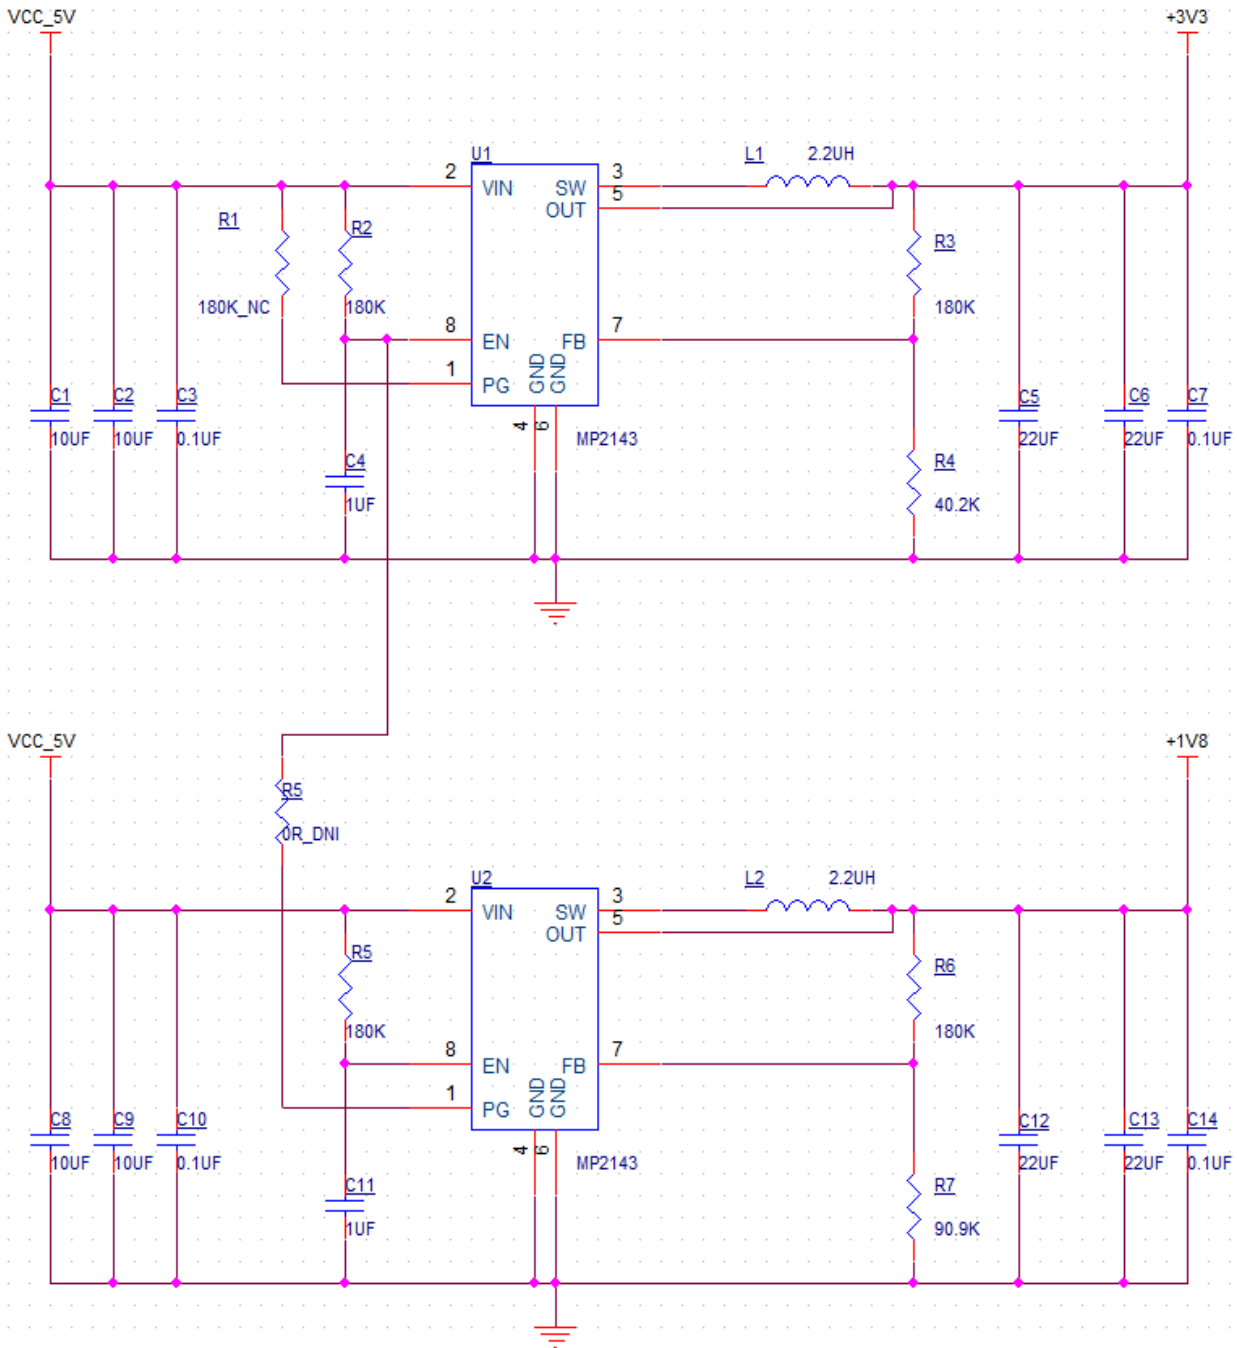 VCC_5V
+3V3
U1
L1 2.2UH
2 VIN SW 3
OUT 5
R1
R2
R3
180K_NC
180K
180K
8 EN FB 7
1 PG GND GND
4 6
MP2143
C1
C2
C3
C5
C6
C7
10UF
10UF
0.1UF
22UF
22UF
0.1UF
C4
1UF
R4
40.2K
VCC_5V
+1V8
R5
0R_DNI
U2
L2 2.2UH
2 VIN SW 3
OUT 5
R5
R6
180K
180K
8 EN FB 7
1 PG GND GND
4 6
MP2143
C8
C9
C10
C12
C13
C14
10UF
10UF
0.1UF
22UF
22UF
0.1UF
C11
1UF
R7
90.9K